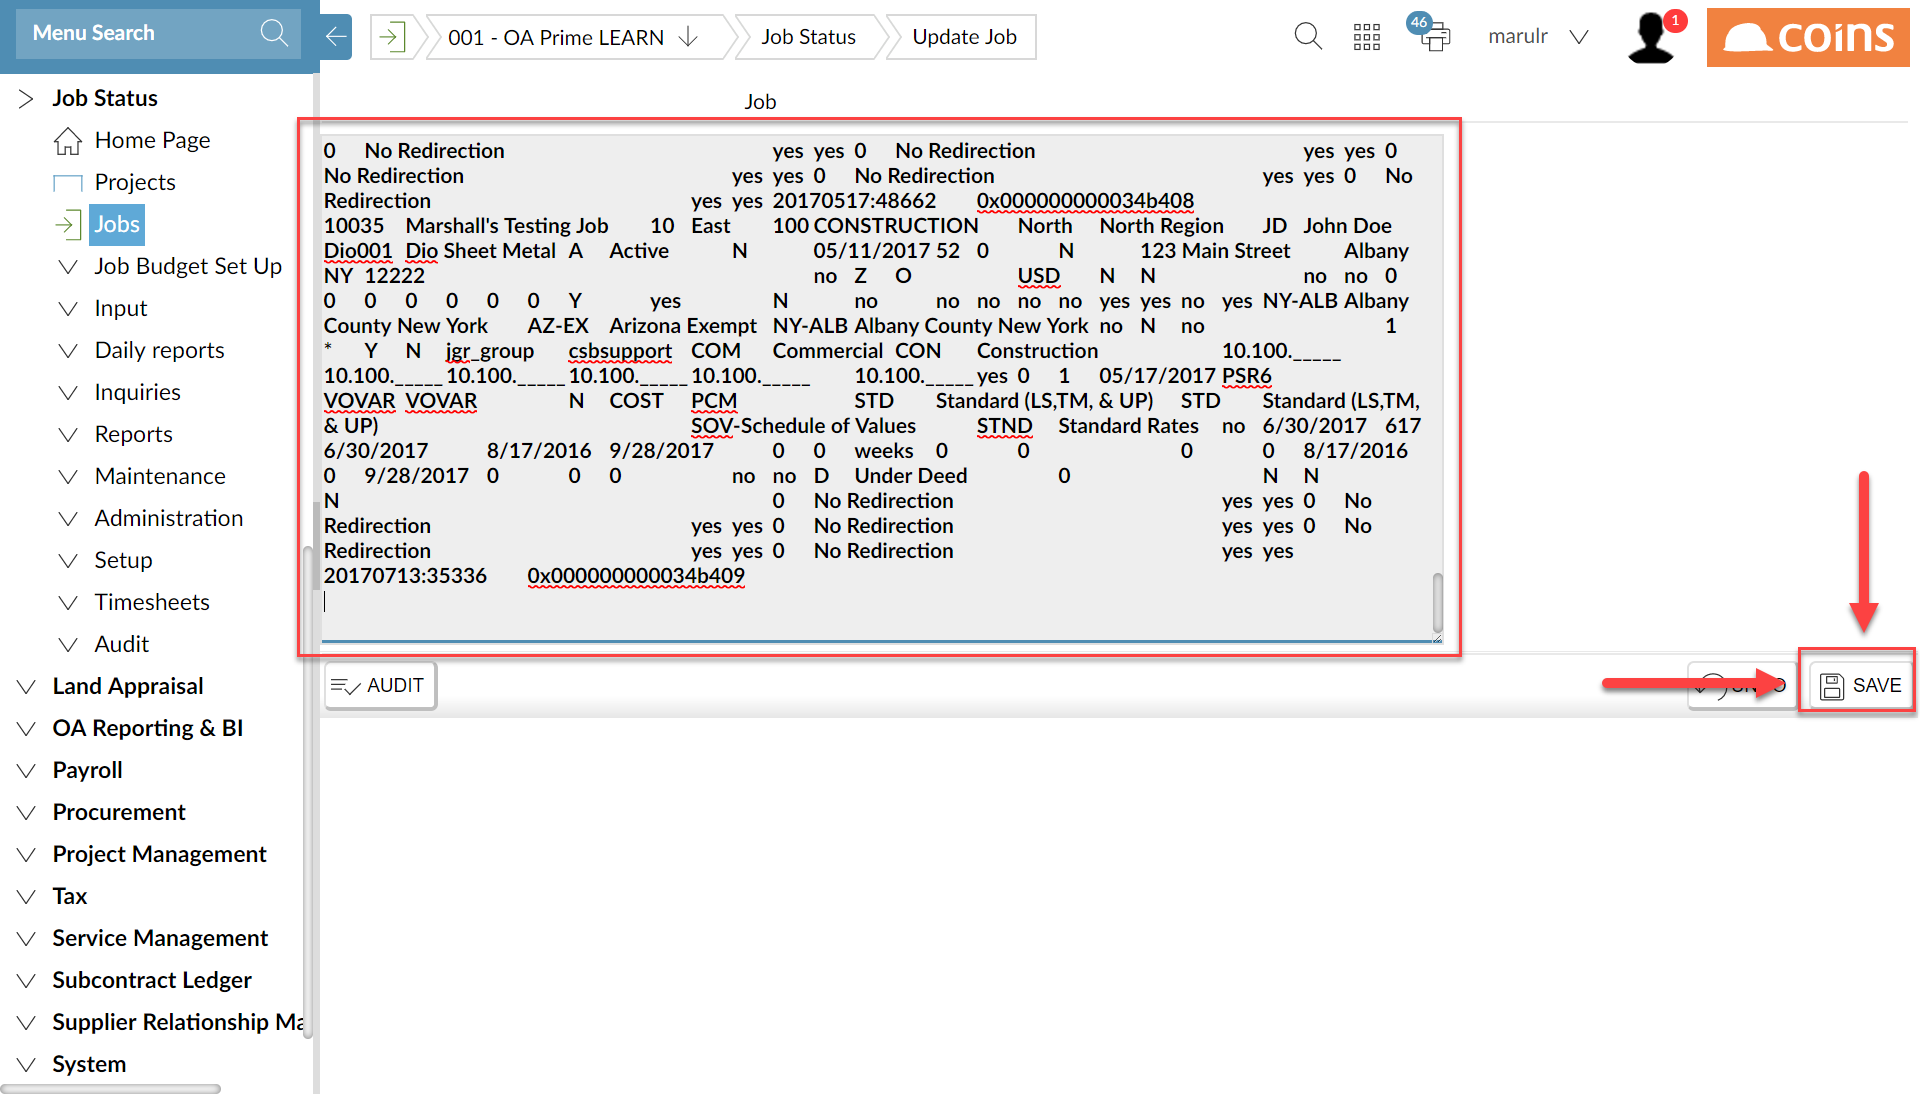 Menu Search
001 - OA Prime LEARN
Job Status
Update Job
46
marulr
1
coins
Job Status
Home Page
Projects
Jobs
Job Budget Set Up
Input
Daily reports
Inquiries
Reports
Maintenance
Administration
Setup
Timesheets
Audit
Land Appraisal
OA Reporting & BI
Payroll
Procurement
Project Management
Tax
Service Management
Subcontract Ledger
Supplier Relationship Ma
System
Job
0 No Redirection yes yes 0 No Redirection yes yes 0
No Redirection yes yes 0 No Redirection yes yes 0 No
Redirection yes yes 20170517:48662 0x000000000034b408
10035 Marshall's Testing Job 10 East 100 CONSTRUCTION North North Region JD John Doe
Dio001 Dio Sheet Metal A Active N 05/11/2017 52 0 N 123 Main Street Albany
NY 12222 no Z O USD N N no no 0
0 0 0 0 0 0 Y yes N no no no no no yes yes no yes NY-ALB Albany
County New York AZ-EX Arizona Exempt NY-ALB Albany County New York no N no 1
* Y N jgr_group csbsupport COM Commercial CON Construction 10.100._____
10.100._____ 10.100._____ 10.100._____ 10.100._____ 10.100._____ yes 0 1 05/17/2017 PSR6
VOVAR VOVAR N COST PCM STD Standard (LS,TM, & UP) STD Standard (LS,TM,
& UP) SOV-Schedule of Values STND Standard Rates no 6/30/2017 617
6/30/2017 8/17/2016 9/28/2017 0 0 weeks 0 0 0 0 8/17/2016
0 9/28/2017 0 0 0 no no D Under Deed 0 N N
N 0 No Redirection yes yes 0 No
Redirection yes yes 0 No Redirection yes yes 0 No
Redirection yes yes 0 No Redirection yes yes
20170713:35336 0x000000000034b409
AUDIT
SAVE